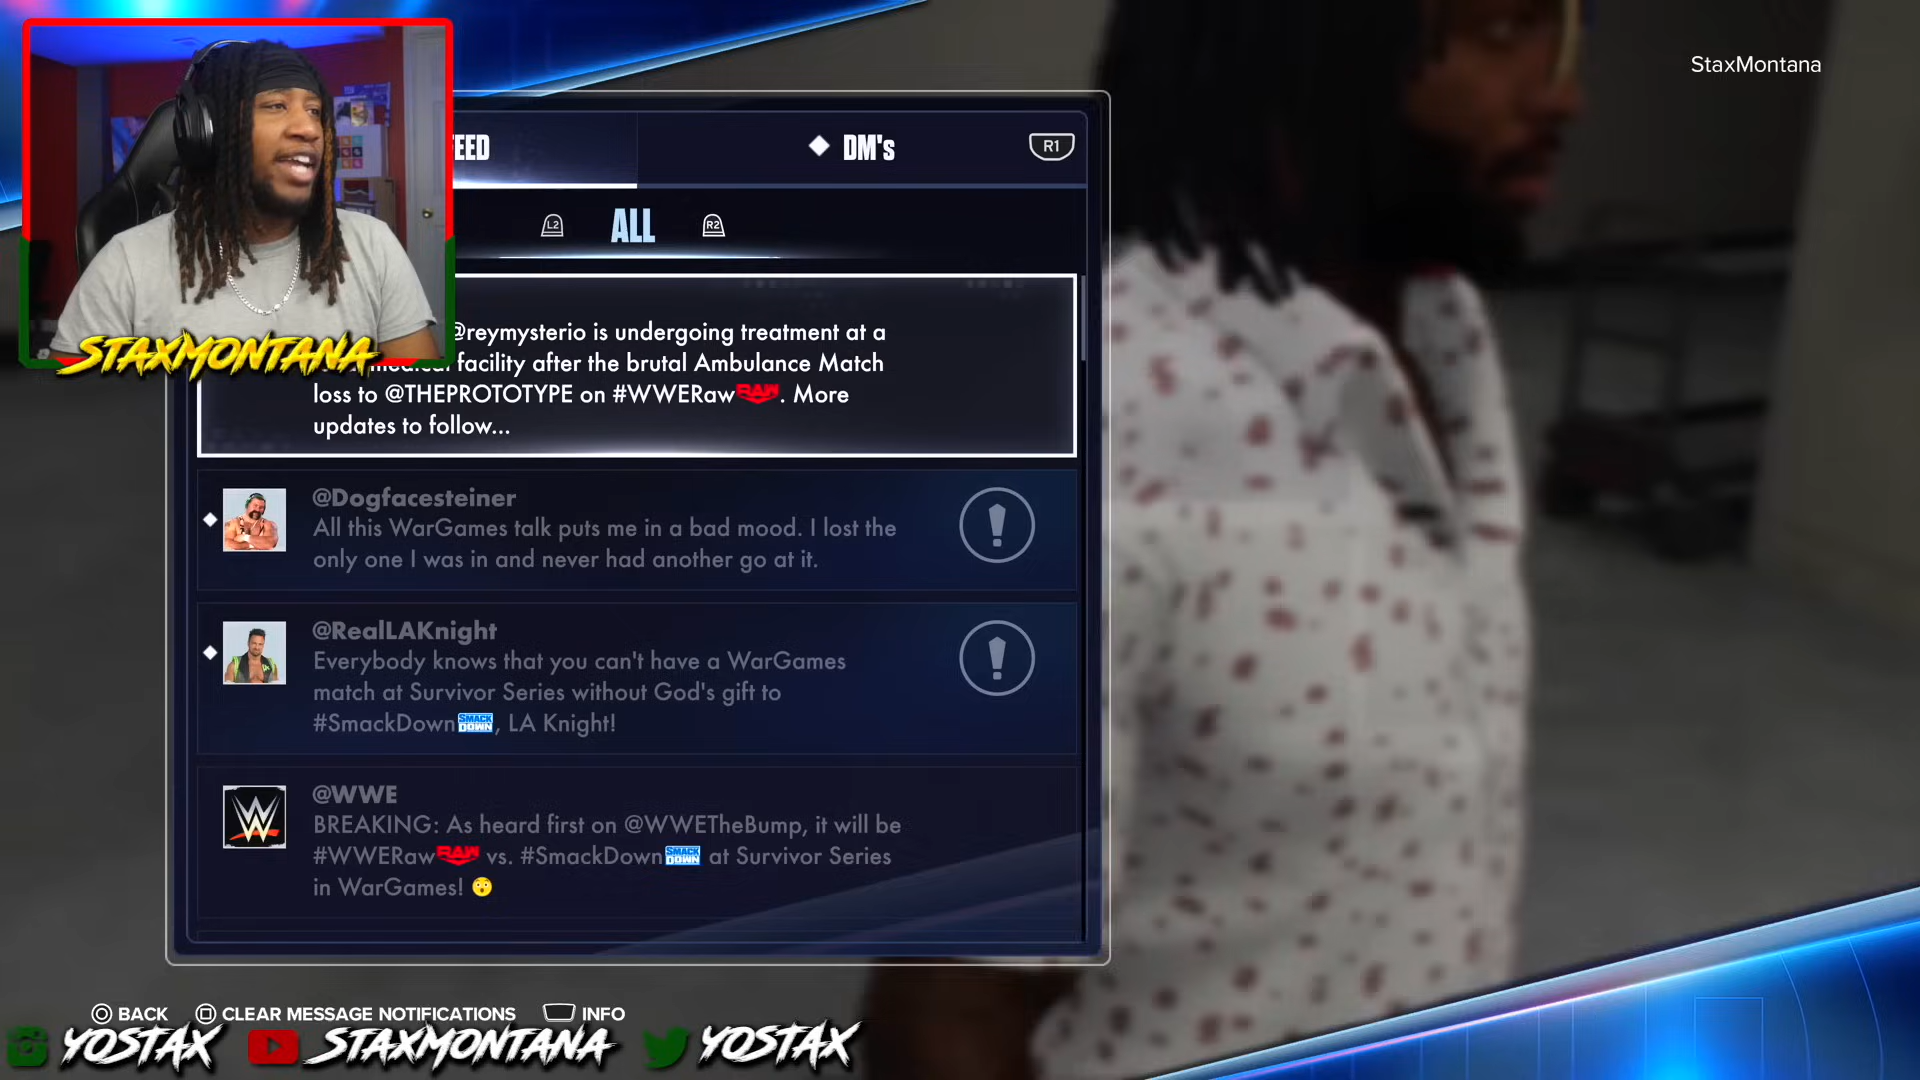 StaxMontana
EED
DM's
R1
L2
ALL
R2
@reymysterio is undergoing treatment at a
facility after the brutal Ambulance Match
loss to @THEPROTOTYPE on #WWERaw RAW. More
updates to follow...
STAXMONTANA
@Dogfacesteiner
All this WarGames talk puts me in a bad mood. I lost the
only one I was in and never had another go at it.
@RealLAKnight
Everybody knows that you can't have a WarGames
match at Survivor Series without God's gift to
#SmackDown SMACK DOWN, LA Knight!
@WWE
BREAKING: As heard first on @WWETheBump, it will be
#WWERaw RAW vs. #SmackDown SMACK DOWN at Survivor Series
in WarGames! 😲
BACK CLEAR MESSAGE NOTIFICATIONS INFO
YOSTAX STAXMONTANA YOSTAX